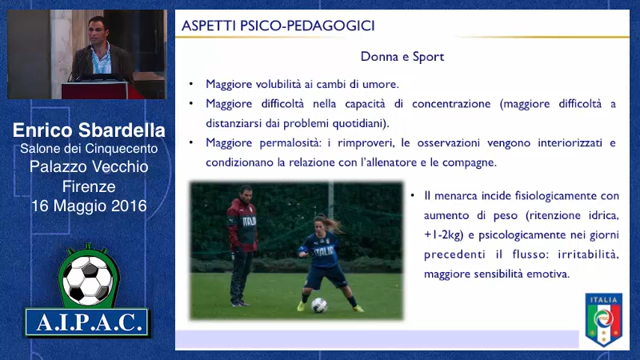 ASPETTI PSICO-PEDAGOGICI
Donna e Sport
• Maggiore volubilità ai cambi di umore.
• Maggiore difficoltà nella capacità di concentrazione (maggiore difficoltà a
distanziarsi dai problemi quotidiani).
• Maggiore permalosità: i rimproveri, le osservazioni vengono interiorizzati e
condizionano la relazione con l'allenatore e le compagne.
• Il menarca incide fisiologicamente con
aumento di peso (ritenzione idrica,
+1-2kg) e psicologicamente nei giorni
precedenti il flusso: irritabilità,
maggiore sensibilità emotiva.
Enrico Sbardella
Salone dei Cinquecento
Palazzo Vecchio
Firenze
16 Maggio 2016
A.I.P.A.C.
ITALIA
ITALIA